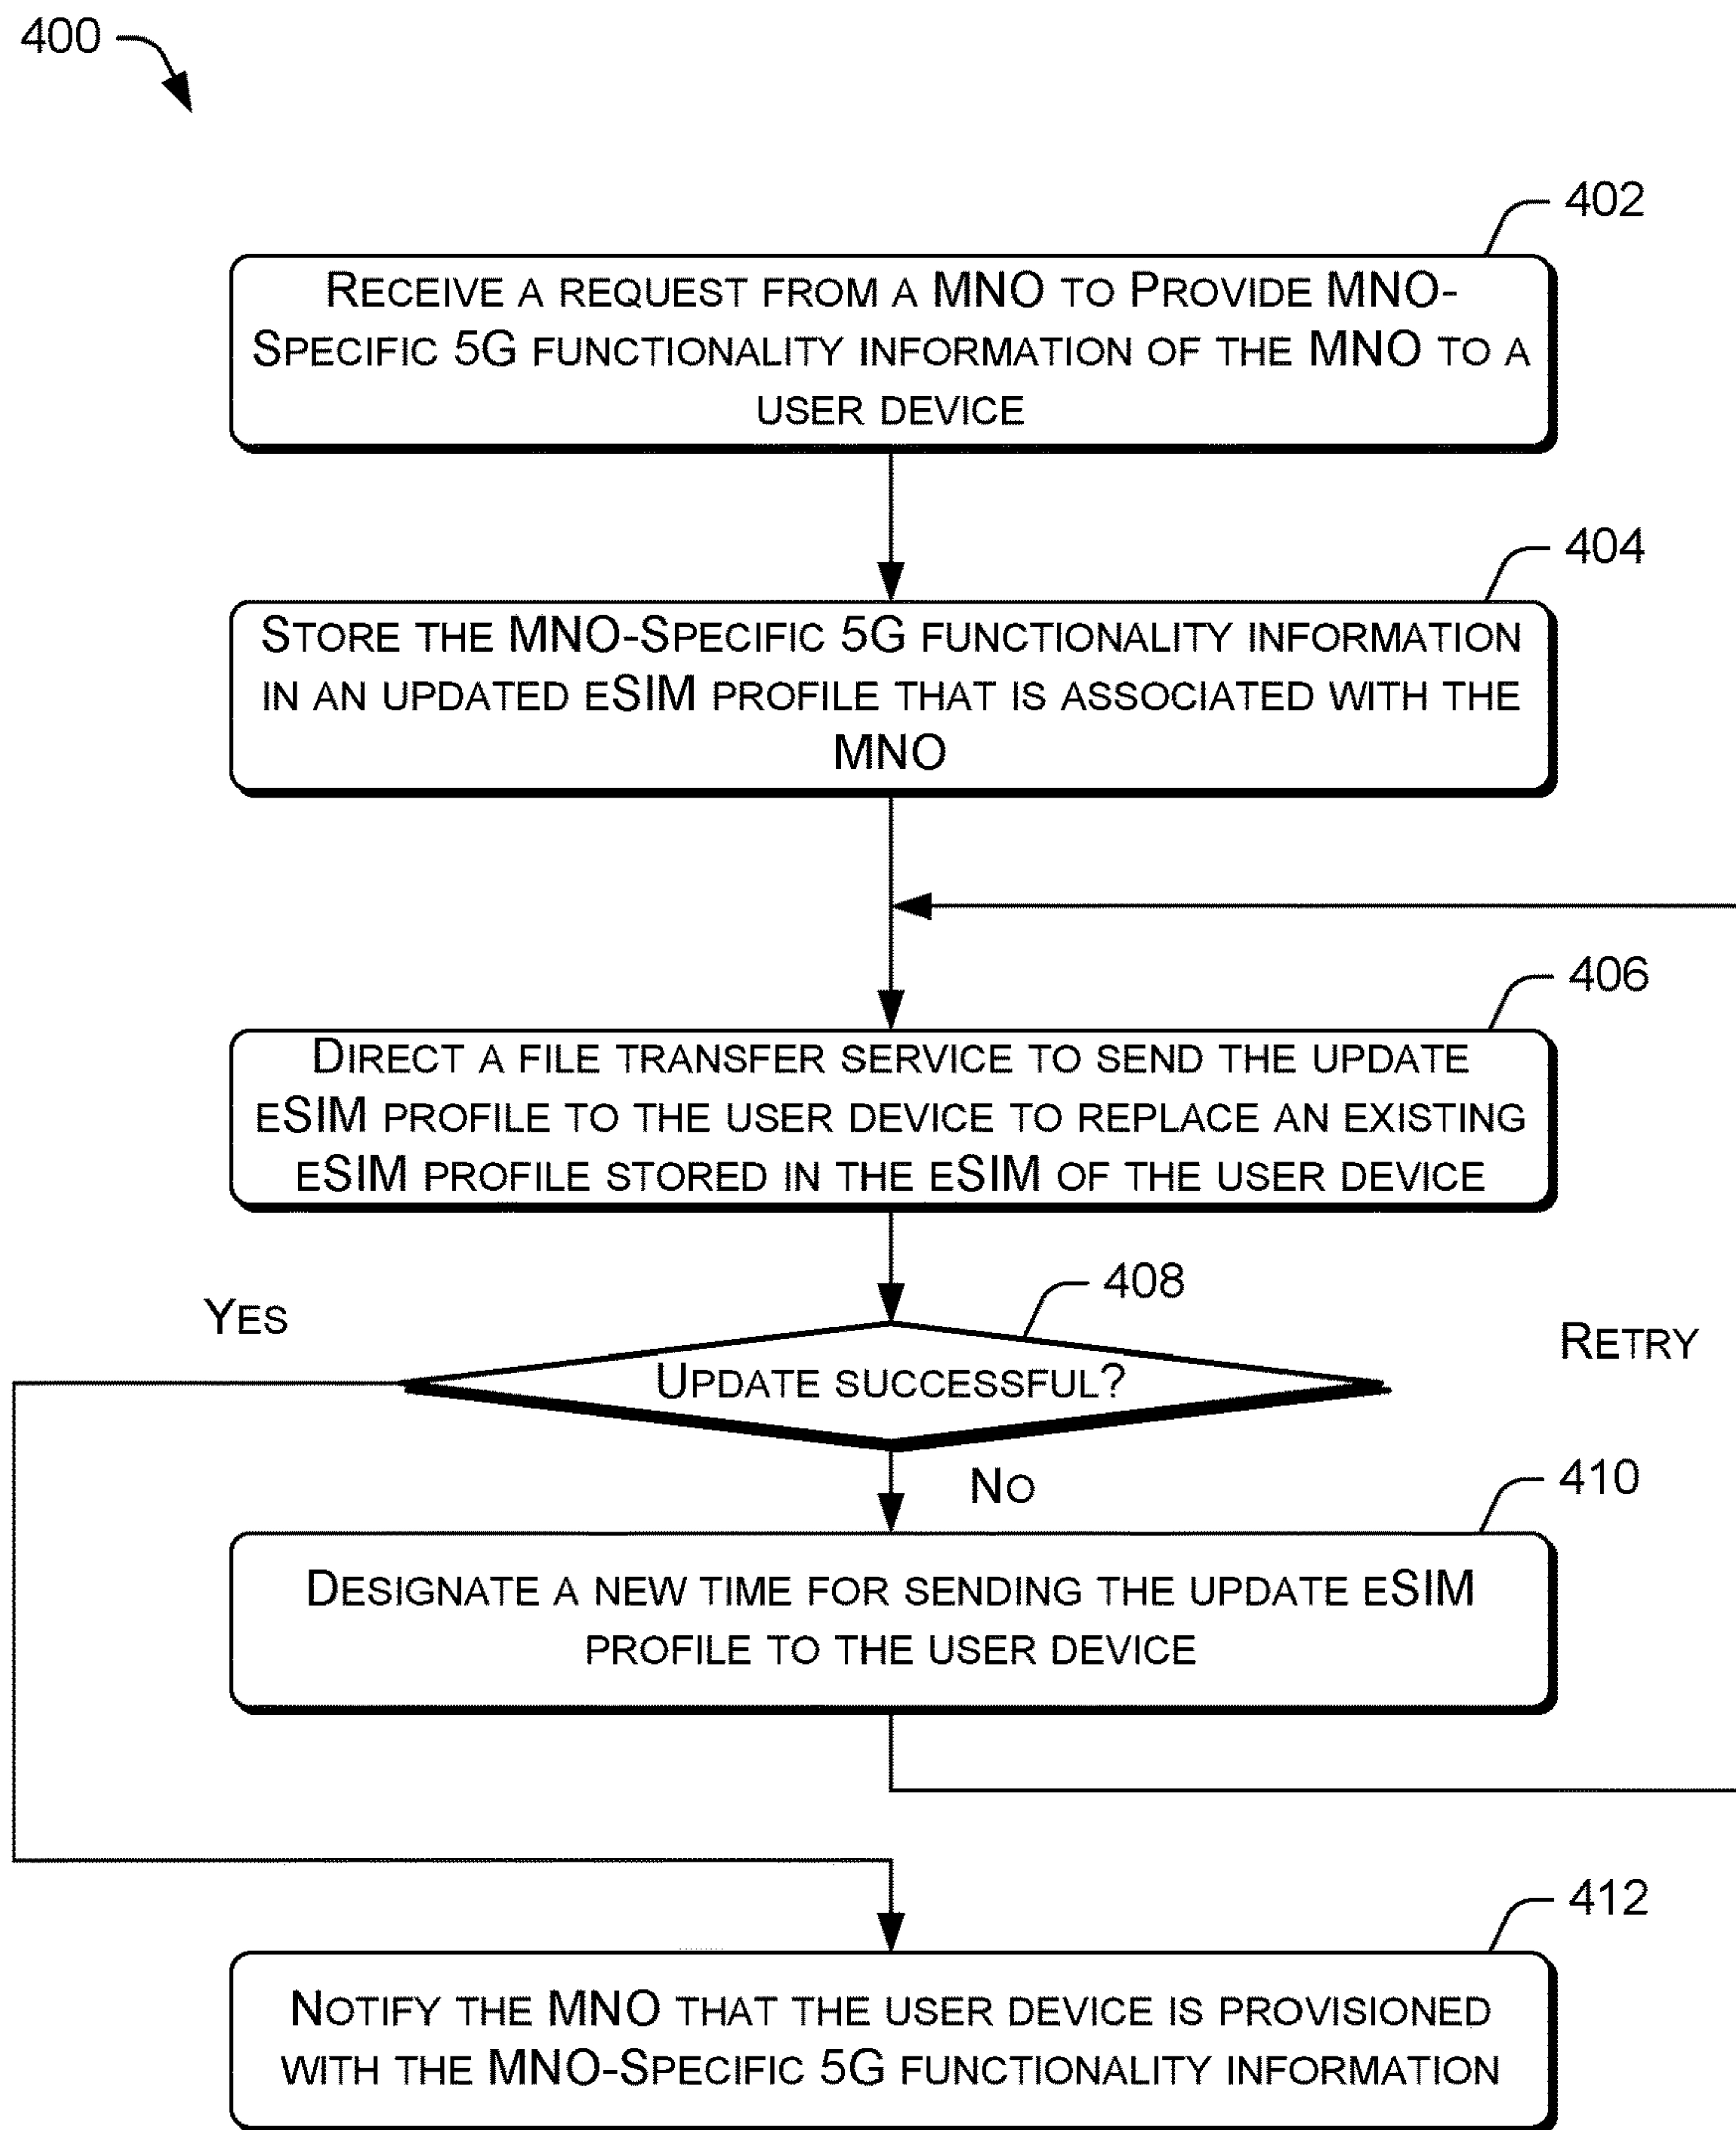 400
402
RECEIVE A REQUEST FROM A MNO TO PROVIDE MNO-
SPECIFIC 5G FUNCTIONALITY INFORMATION OF THE MNO TO A
USER DEVICE
404
STORE THE MNO-SPECIFIC 5G FUNCTIONALITY INFORMATION
IN AN UPDATED ESIM PROFILE THAT IS ASSOCIATED WITH THE
MNO
406
DIRECT A FILE TRANSFER SERVICE TO SEND THE UPDATE
ESIM PROFILE TO THE USER DEVICE TO REPLACE AN EXISTING
ESIM PROFILE STORED IN THE ESIM OF THE USER DEVICE
408
YES
RETRY
UPDATE SUCCESSFUL?
NO
410
DESIGNATE A NEW TIME FOR SENDING THE UPDATE ESIM
PROFILE TO THE USER DEVICE
412
NOTIFY THE MNO THAT THE USER DEVICE IS PROVISIONED
WITH THE MNO-SPECIFIC 5G FUNCTIONALITY INFORMATION